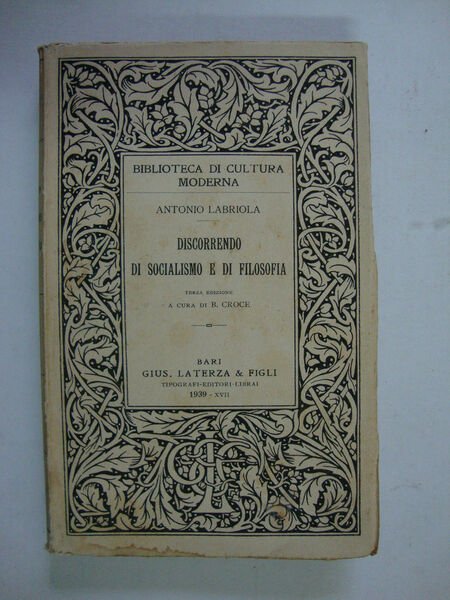 BIBLIOTECA DI CULTURA
MODERNA
ANTONIO LABRIOLA
DISCORRENDO
DI SOCIALISMO E DI FILOSOFIA
TERZA EDIZIONE
A CURA DI B. CROCE
BARI
GIUS. LATERZA & FIGLI
TIPOGRAFI-EDITORI-LIBRAI
1939 - XVII